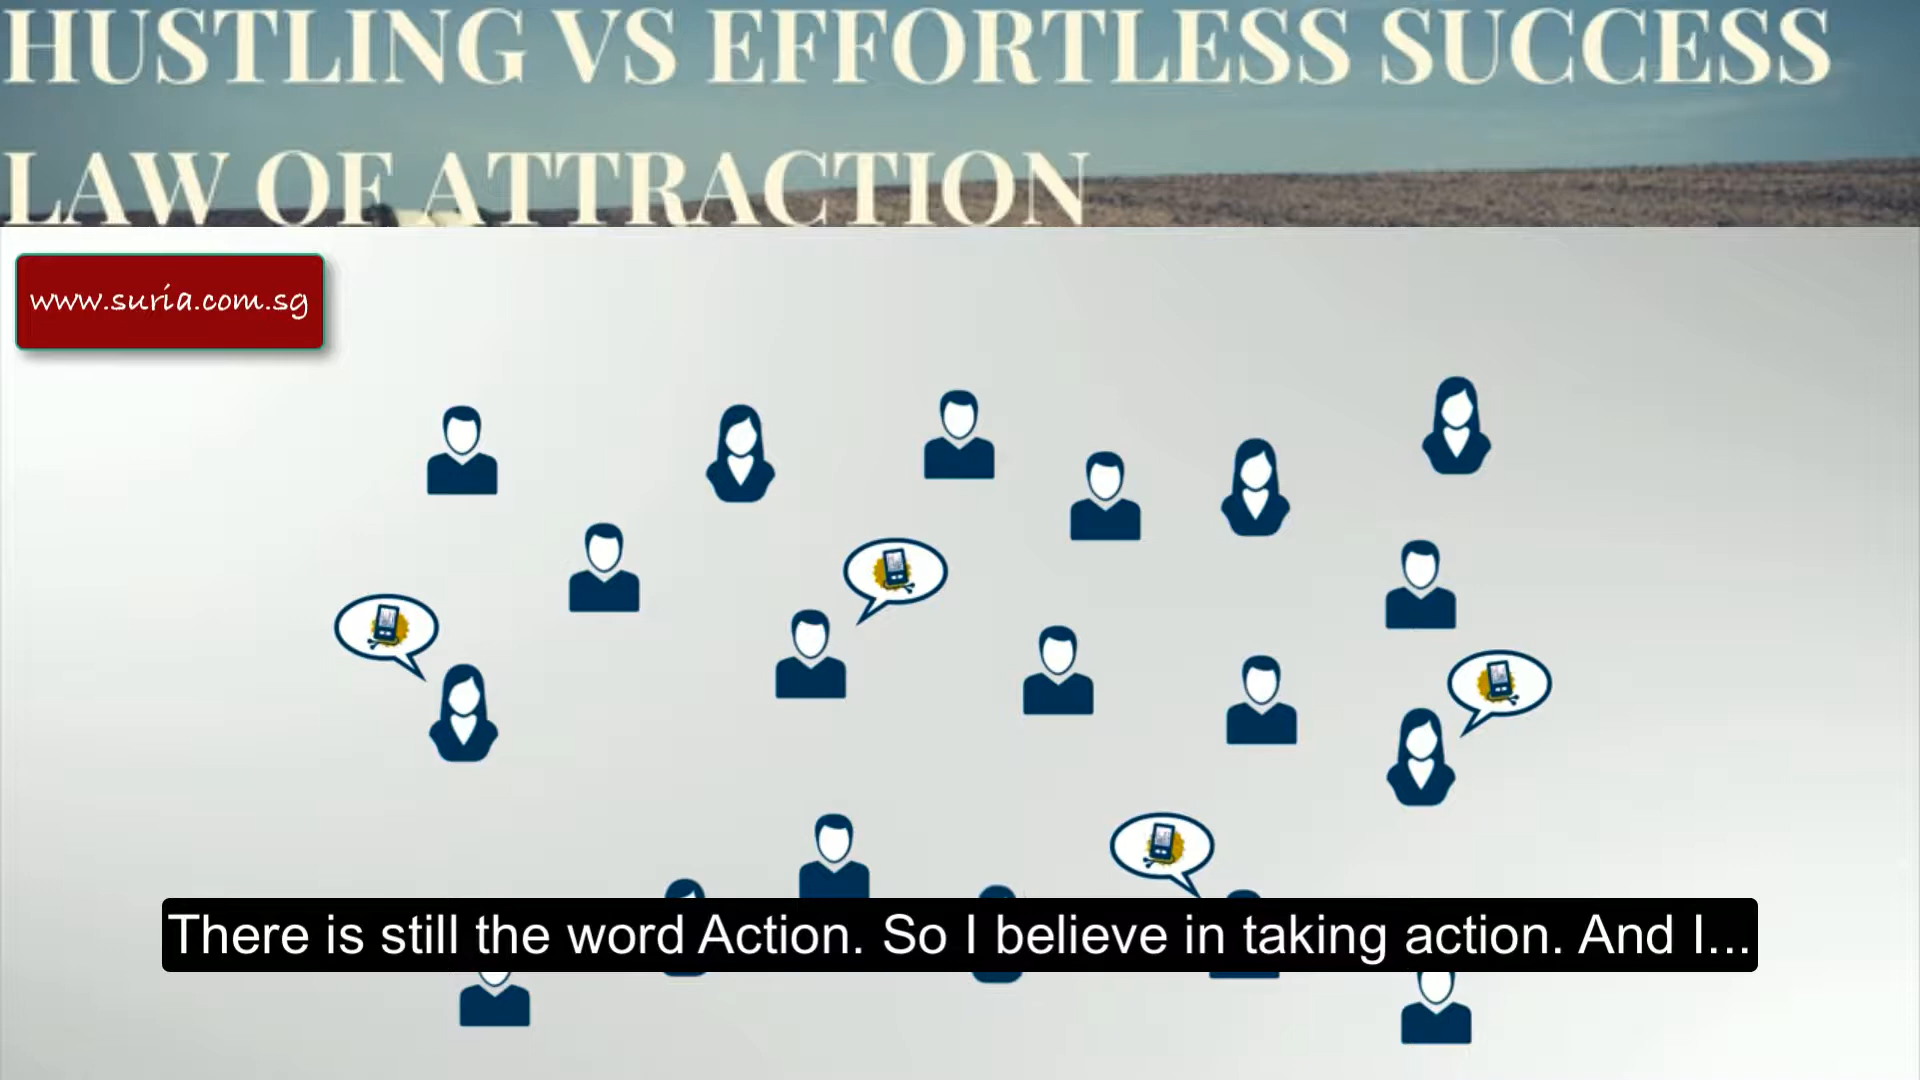 HUSTLING VS EFFORTLESS SUCCESS
LAW OF ATTRACTION
www.suria.com.sg
There is still the word Action. So I believe in taking action. And I...